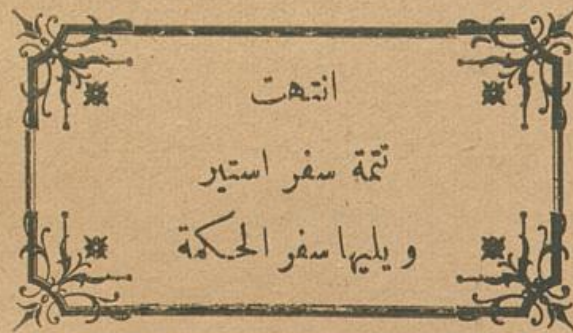 انتهت
تتمة سفر استير
ويليها سفر الحكمة